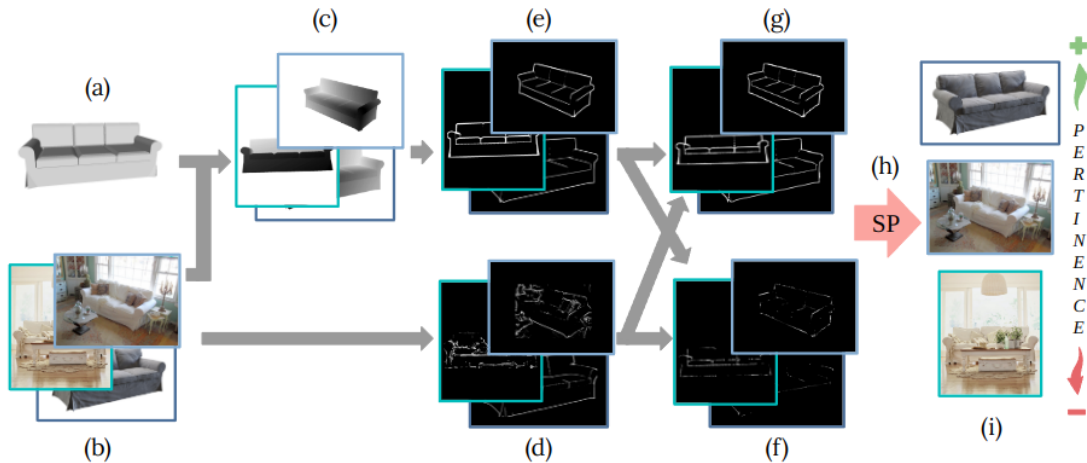 (c)
(e)
(g)
(a)
+
PERTINENCE
(h)
SP
(b)
(d)
(f)
(i)
−